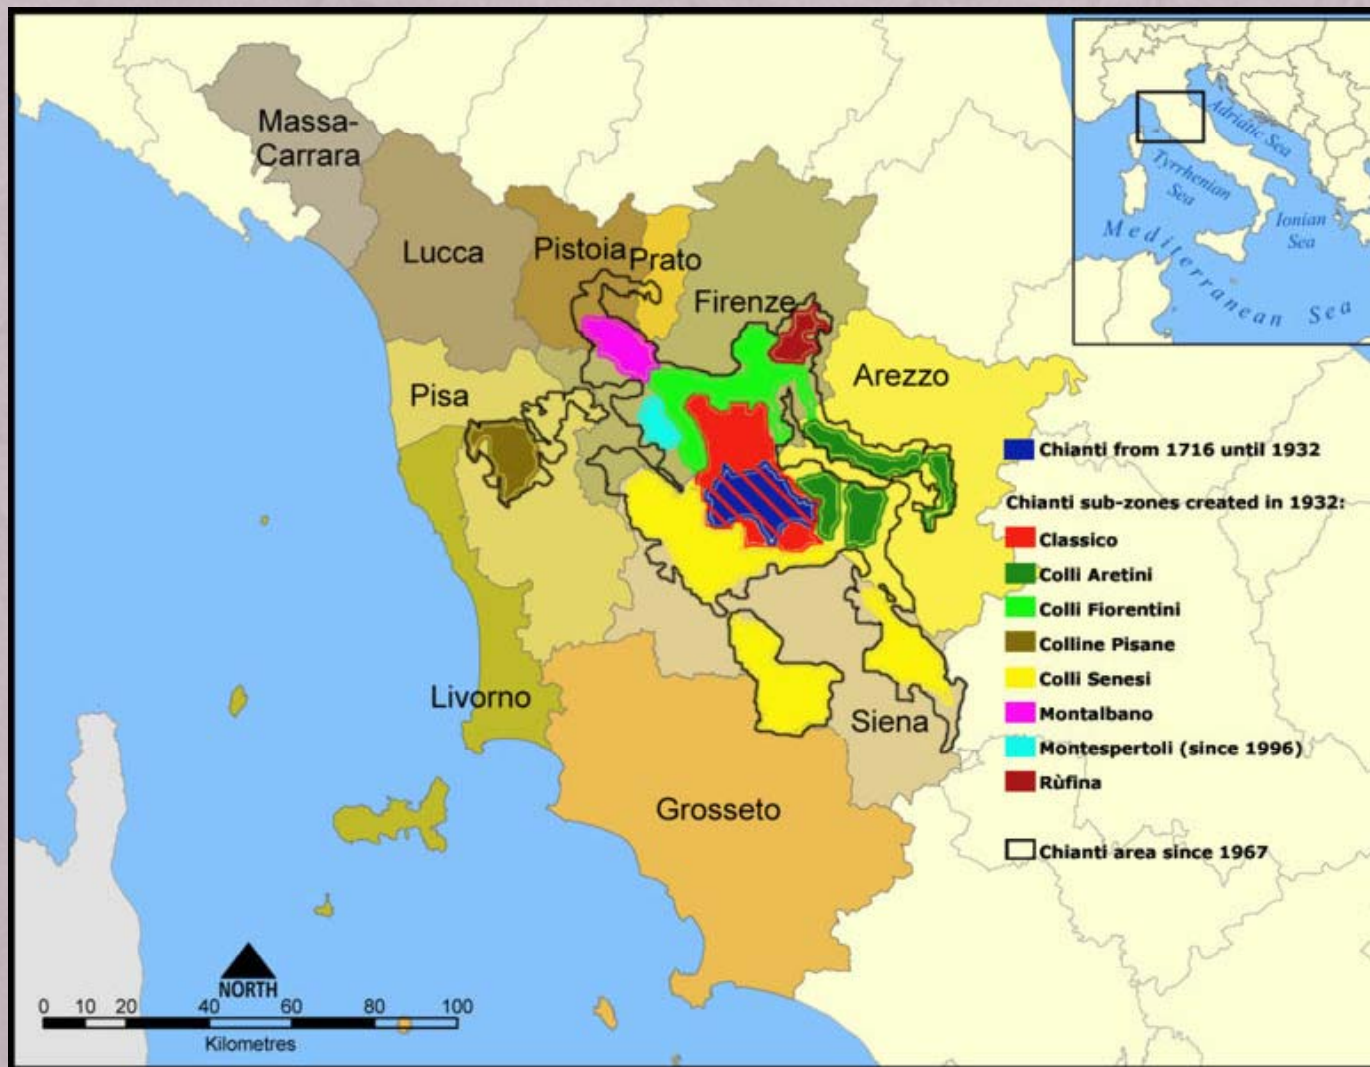 Massa-
Carrara
Lucca
Pistoia
Prato
Firenze
Pisa
Arezzo
Livorno
Siena
Grosseto
Adriatic Sea
Tyrrhenian
Sea
Ionian
Sea
Mediterranean Sea
Chianti from 1716 until 1932
Chianti sub-zones created in 1932:
Classico
Colli Aretini
Colli Fiorentini
Colline Pisane
Colli Senesi
Montalbano
Montespertoli (since 1996)
Rùfina
Chianti area since 1967
NORTH
0 10 20 40 60 80 100
Kilometres